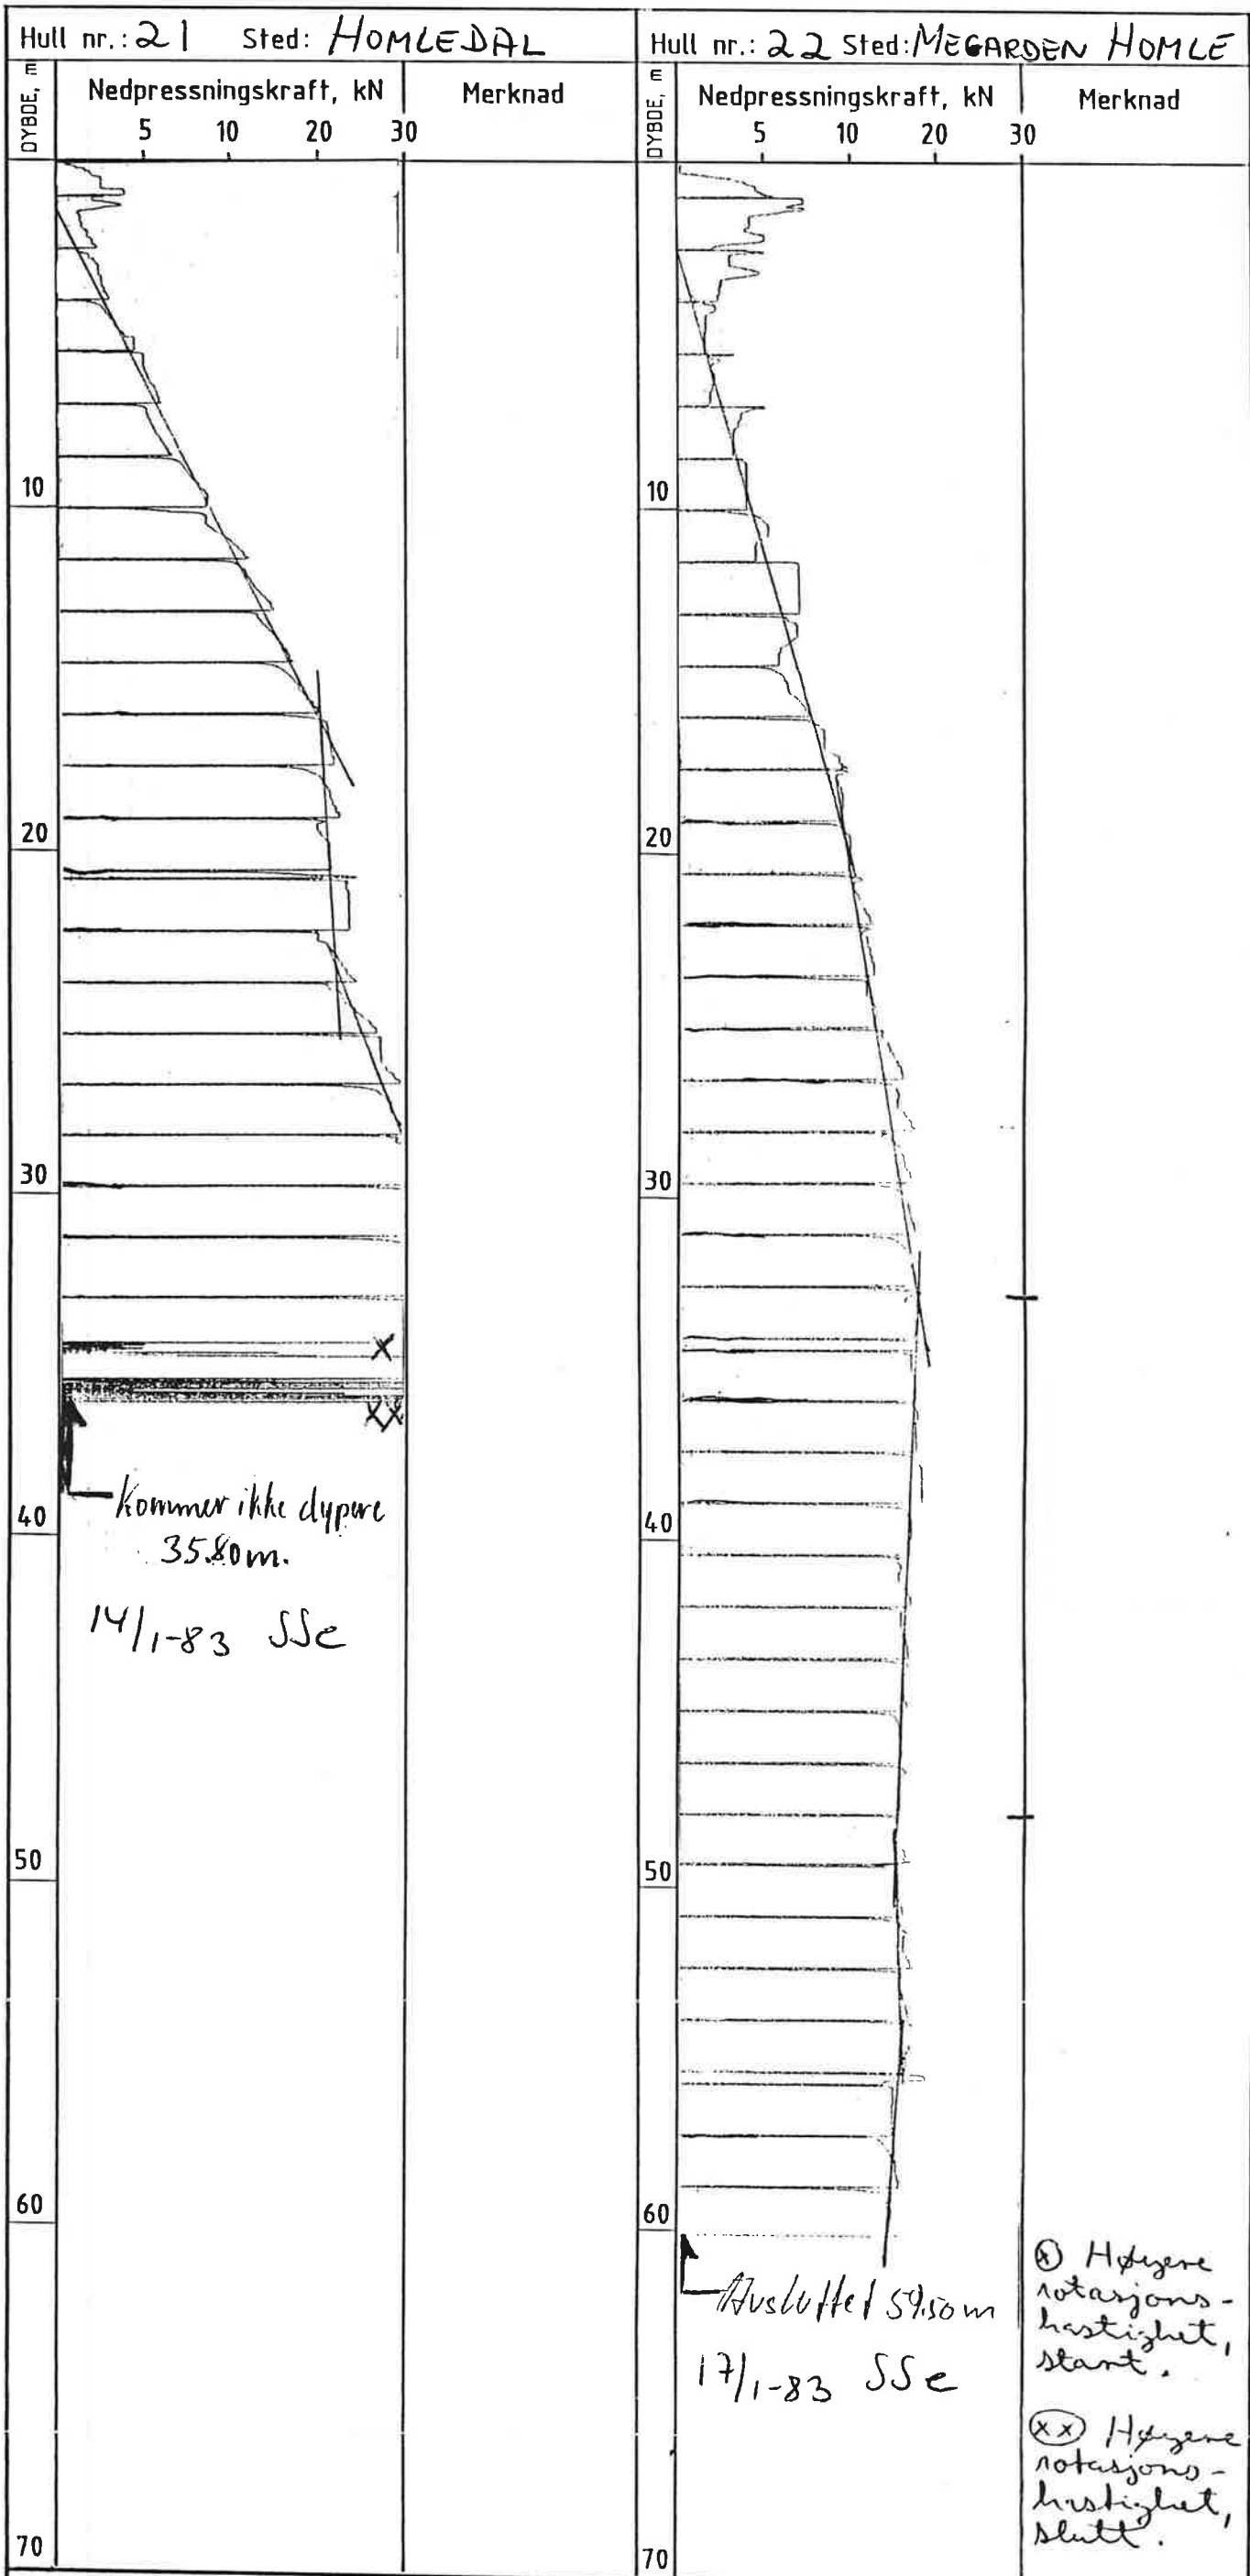 Hull nr.: 21 Sted: HOMLEDAL
DYBDE, m
Nedpressningskraft, kN
Merknad
5 10 20 30
10
20
30
X
XX
Kommer ikke dypere
35.80m.
40
14/1-83 SSe
50
60
70
Hull nr.: 22 Sted: MEGARDEN HOMLE
DYBDE, m
Nedpressningskraft, kN
Merknad
5 10 20 30
10
20
30
40
50
60
Avsluttet 59.50m
17/1-83 SSe
70
(x) Høyere
rotasjons-
hastighet,
start.
(xx) Høyere
rotasjons-
hastighet,
slutt.